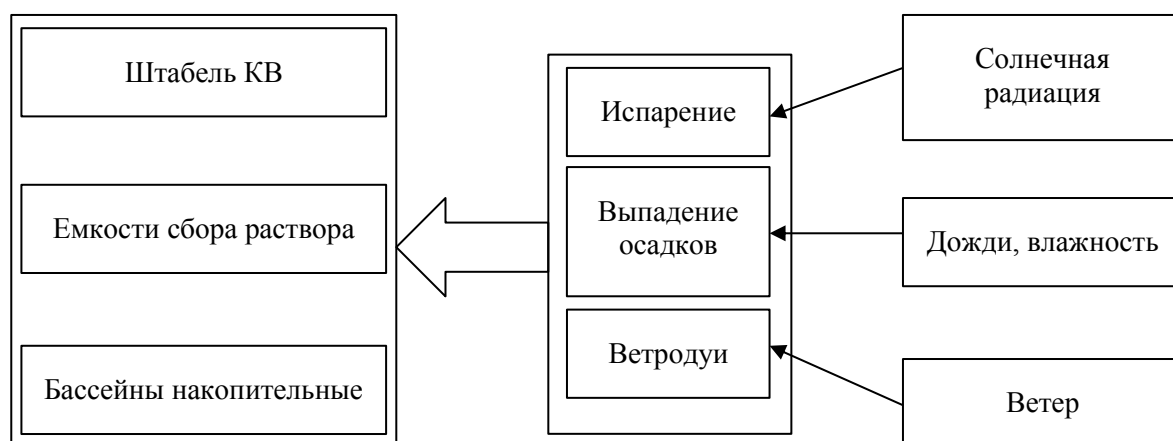 Штабель КВ
Емкости сбора раствора
Бассейны накопительные
Испарение
Выпадение
осадков
Ветродуи
Солнечная
радиация
Дожди, влажность
Ветер